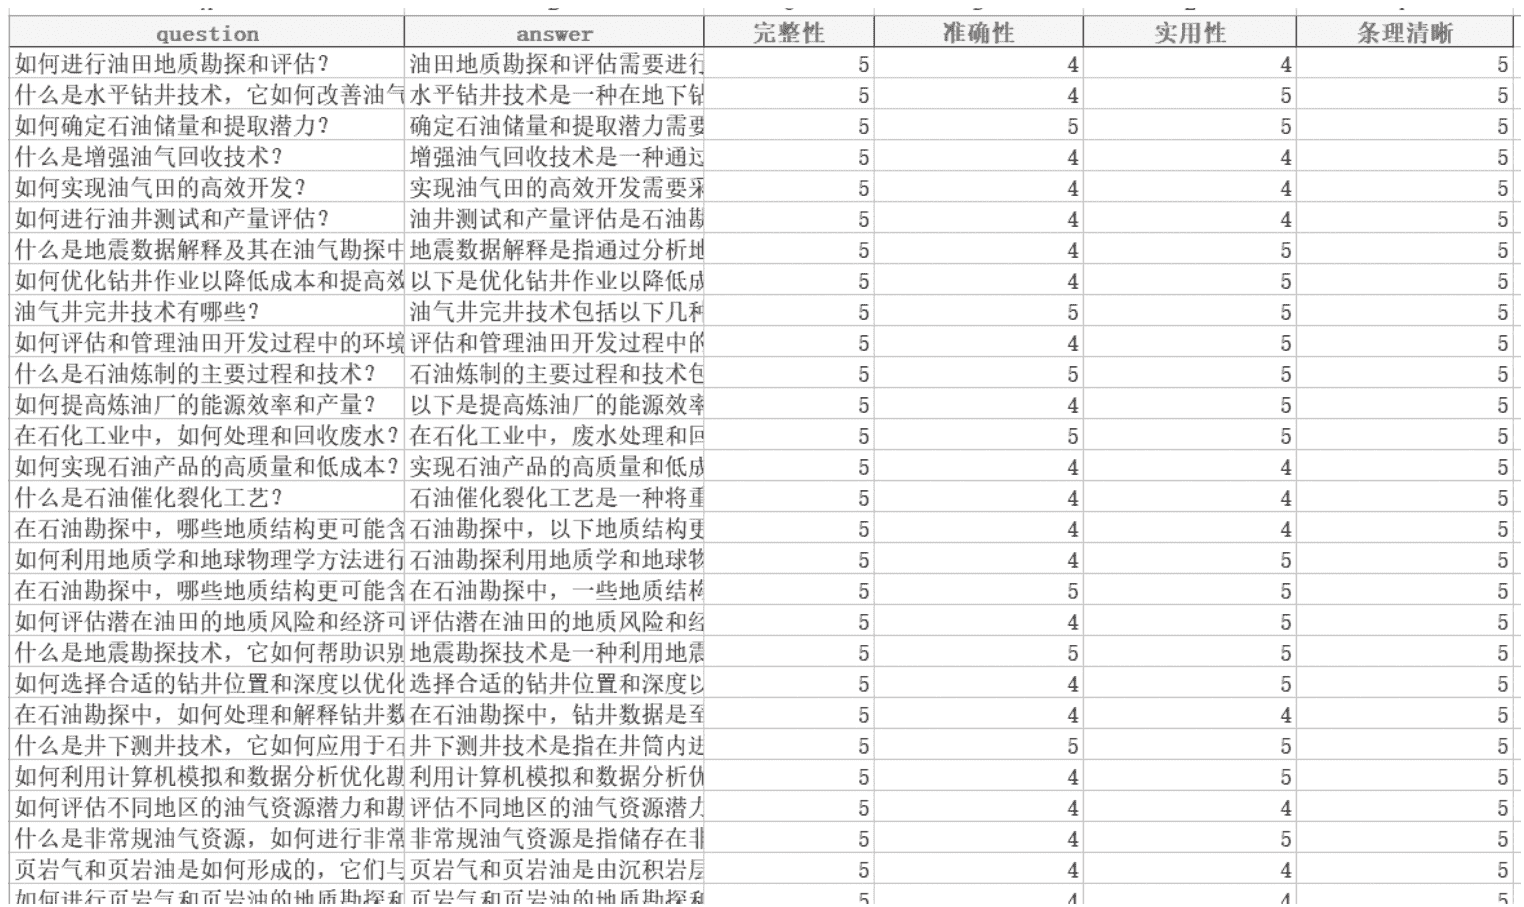 question answer 完整性 准确性 实用性 条理清晰
如何进行油田地质勘探和评估? 油田地质勘探和评估需要进行 5 4 4 5
什么是水平钻井技术，它如何改善油气 水平钻井技术是一种在地下钻 5 4 5 5
如何确定石油储量和提取潜力? 确定石油储量和提取潜力需要 5 5 5 5
什么是增强油气回收技术? 增强油气回收技术是一种通过 5 4 4 5
如何实现油气田的高效开发? 实现油气田的高效开发需要采 5 4 4 5
如何进行油井测试和产量评估? 油井测试和产量评估是石油勘 5 4 4 5
什么是地震数据解释及其在油气勘探中 地震数据解释是指通过分析地 5 4 5 5
如何优化钻井作业以降低成本和提高效 以下是优化钻井作业以降低成 5 4 5 5
油气井完井技术有哪些? 油气井完井技术包括以下几种 5 5 5 5
如何评估和管理油田开发过程中的环境 评估和管理油田开发过程中的 5 4 5 5
什么是石油炼制的主要过程和技术? 石油炼制的主要过程和技术包 5 5 5 5
如何提高炼油厂的能源效率和产量? 以下是提高炼油厂的能源效率 5 4 5 5
在石化工业中，如何处理和回收废水? 在石化工业中，废水处理和回 5 5 5 5
如何实现石油产品的高质量和低成本? 实现石油产品的高质量和低成 5 4 4 5
什么是石油催化裂化工艺? 石油催化裂化工艺是一种将重 5 4 4 5
在石油勘探中，哪些地质结构更可能含 石油勘探中，以下地质结构更 5 4 4 5
如何利用地质学和地球物理学方法进行 石油勘探利用地质学和地球物 5 4 5 5
在石油勘探中，哪些地质结构更可能含 在石油勘探中，一些地质结构 5 5 5 5
如何评估潜在油田的地质风险和经济可 评估潜在油田的地质风险和经 5 4 5 5
什么是地震勘探技术，它如何帮助识别 地震勘探技术是一种利用地震 5 5 5 5
如何选择合适的钻井位置和深度以优化 选择合适的钻井位置和深度以 5 4 5 5
在石油勘探中，如何处理和解释钻井数 在石油勘探中，钻井数据是至 5 4 4 5
什么是井下测井技术，它如何应用于石 井下测井技术是指在井筒内进 5 5 5 5
如何利用计算机模拟和数据分析优化勘 利用计算机模拟和数据分析优 5 4 5 5
如何评估不同地区的油气资源潜力和勘 评估不同地区的油气资源潜力 5 4 4 5
什么是非常规油气资源，如何进行非常 非常规油气资源是指储存在非 5 4 5 5
页岩气和页岩油是如何形成的，它们与 页岩气和页岩油是由沉积岩层 5 4 4 5
如何进行页岩气和页岩油的地质勘探和 页岩气和页岩油的地质勘探和 5 4 4 5